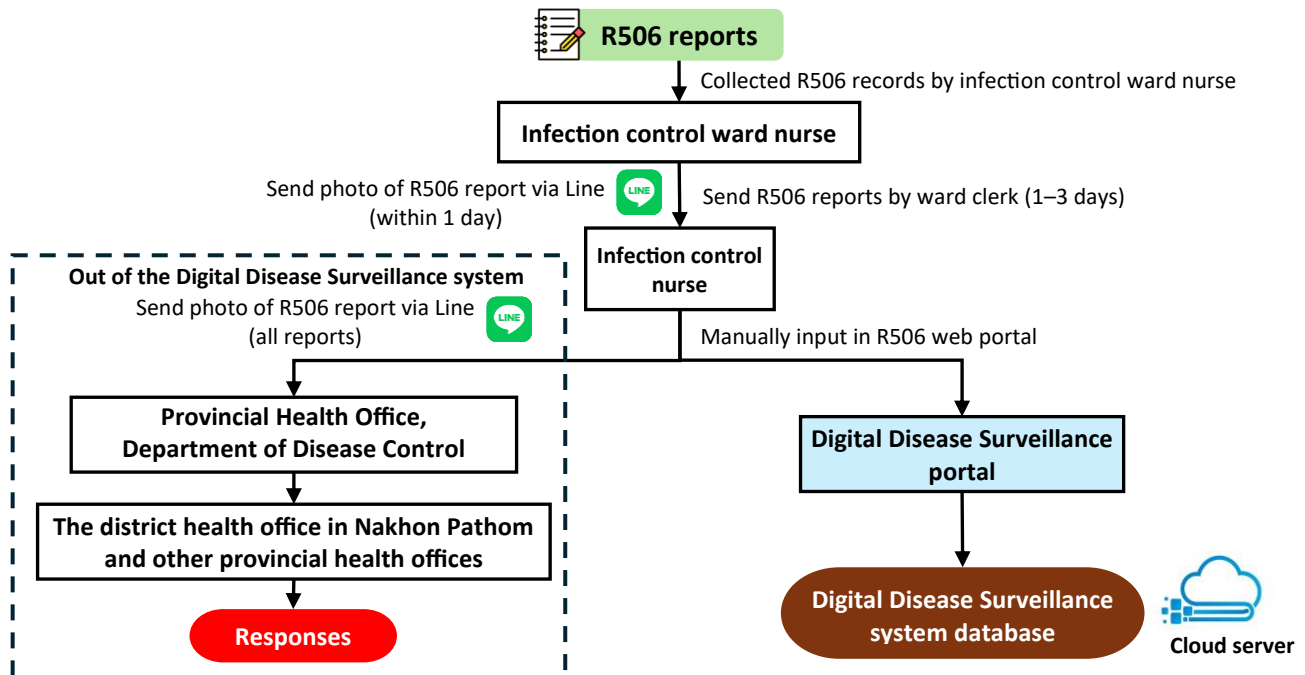 R506 reports
Collected R506 records by infection control ward nurse
Infection control ward nurse
Send photo of R506 report via Line
(within 1 day)
LINE
Send R506 reports by ward clerk (1–3 days)
Infection control
nurse
Out of the Digital Disease Surveillance system
Send photo of R506 report via Line
(all reports)
LINE
Manually input in R506 web portal
Provincial Health Office,
Department of Disease Control
Digital Disease Surveillance
portal
The district health office in Nakhon Pathom
and other provincial health offices
Responses
Digital Disease Surveillance
system database
Cloud server